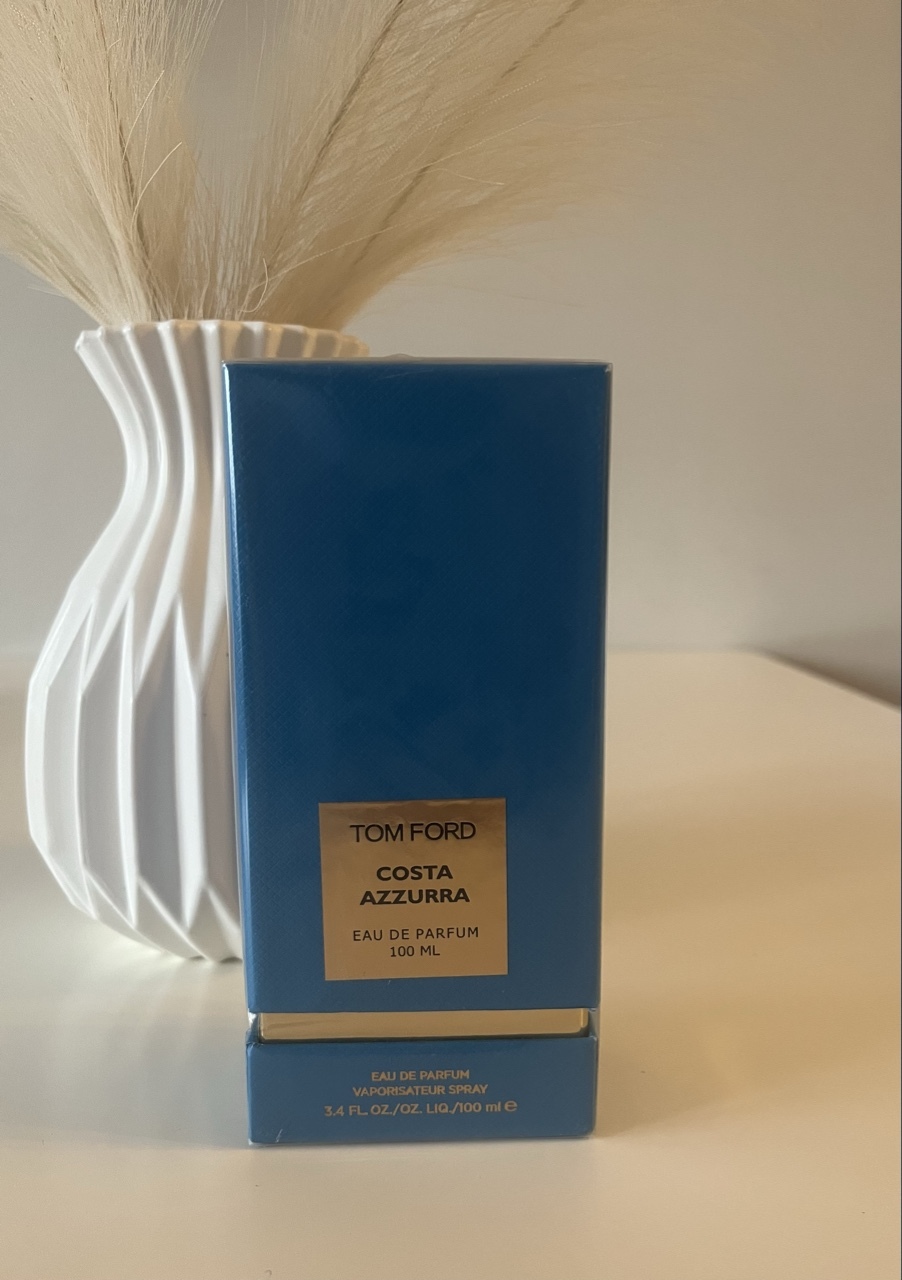 TOM FORD
COSTA
AZZURRA
EAU DE PARFUM
100 ML
EAU DE PARFUM
VAPORISATEUR SPRAY
3.4 FL. OZ./OZ. LIQ./100 ml ℮